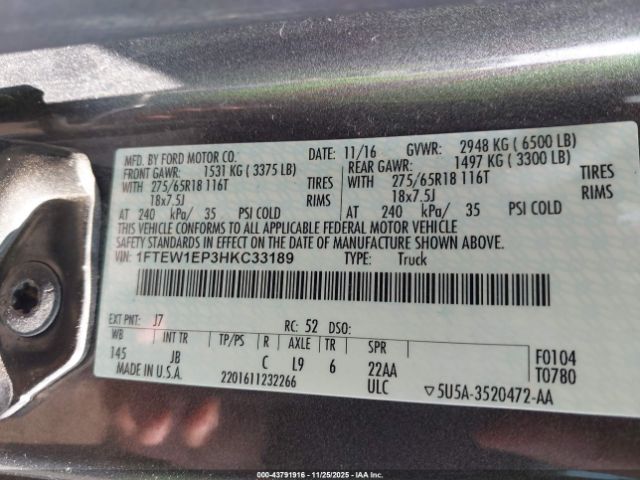 MFD. BY FORD MOTOR CO.
DATE: 11/16 GVWR: 2948 KG ( 6500 LB)
FRONT GAWR: 1531 KG ( 3375 LB) REAR GAWR: 1497 KG ( 3300 LB)
WITH 275/65R18 116T TIRES WITH 275/65R18 116T TIRES
18x7.5J RIMS 18x7.5J RIMS
AT 240 kPa/ 35 PSI COLD AT 240 kPa/ 35 PSI COLD
THIS VEHICLE CONFORMS TO ALL APPLICABLE FEDERAL MOTOR VEHICLE
SAFETY STANDARDS IN EFFECT ON THE DATE OF MANUFACTURE SHOWN ABOVE.
VIN: 1FTEW1EP3HKC33189 TYPE: Truck
EXT PNT: J7 RC: 52 DSO:
WB INT TR TP/PS R AXLE TR SPR F0104
145 JB C L9 6 22AA T0780
MADE IN U.S.A. 2201611232266 ULC ▽5U5A-3520472-AA
000-43791916 - 11/25/2025 - IAA